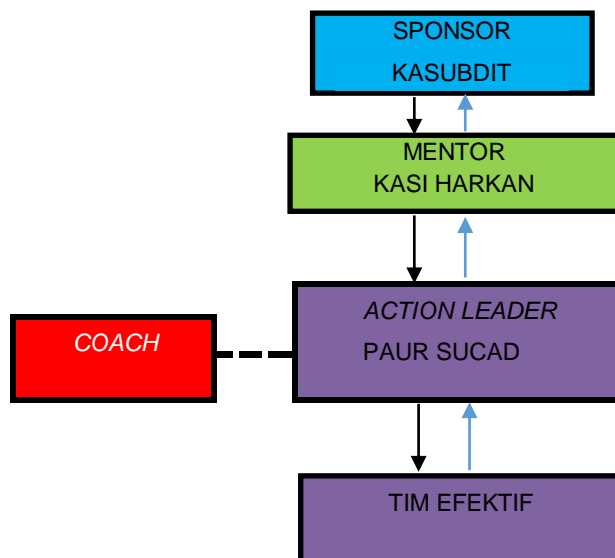 SPONSOR
KASUBDIT
MENTOR
KASI HARKAN
ACTION LEADER
PAUR SUCAD
COACH
TIM EFEKTIF